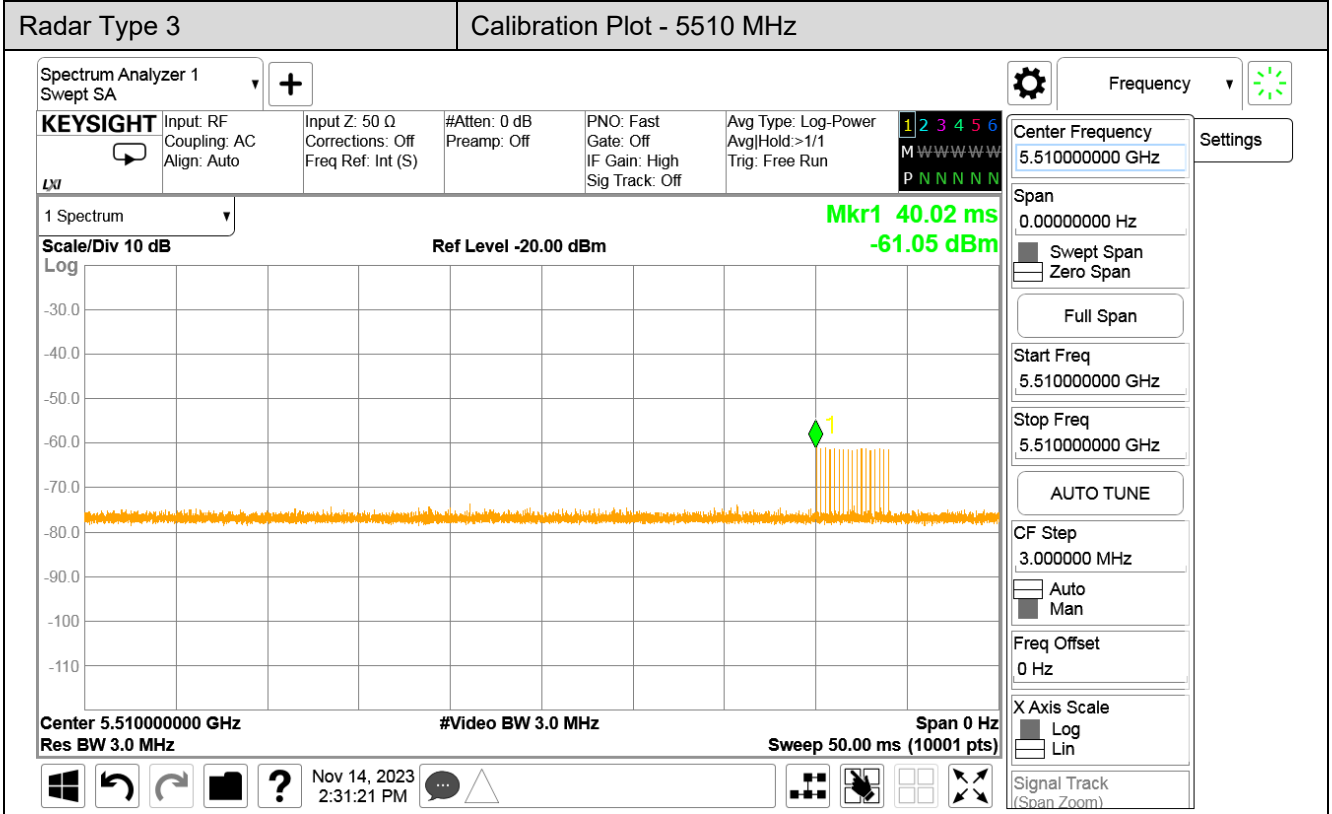 Radar Type 3
Calibration Plot - 5510 MHz
Spectrum Analyzer 1
Swept SA
Frequency
KEYSIGHT
LXI
Input: RF
Coupling: AC
Align: Auto
Input Z: 50 Ω
Corrections: Off
Freq Ref: Int (S)
#Atten: 0 dB
Preamp: Off
PNO: Fast
Gate: Off
IF Gain: High
Sig Track: Off
Avg Type: Log-Power
Avg|Hold:>1/1
Trig: Free Run
1 2 3 4 5 6
M W W W W W
P N N N N N
Center Frequency
5.510000000 GHz
Settings
Span
0.00000000 Hz
Swept Span
Zero Span
Full Span
Start Freq
5.510000000 GHz
Stop Freq
5.510000000 GHz
AUTO TUNE
CF Step
3.000000 MHz
Auto
Man
Freq Offset
0 Hz
X Axis Scale
Log
Lin
Signal Track
(Span Zoom)
1 Spectrum
Mkr1 40.02 ms
-61.05 dBm
Scale/Div 10 dB
Ref Level -20.00 dBm
Log
-30.0
-40.0
-50.0
1
-60.0
-70.0
-80.0
-90.0
-100
-110
Center 5.510000000 GHz
#Video BW 3.0 MHz
Span 0 Hz
Res BW 3.0 MHz
Sweep 50.00 ms (10001 pts)
?
Nov 14, 2023
2:31:21 PM